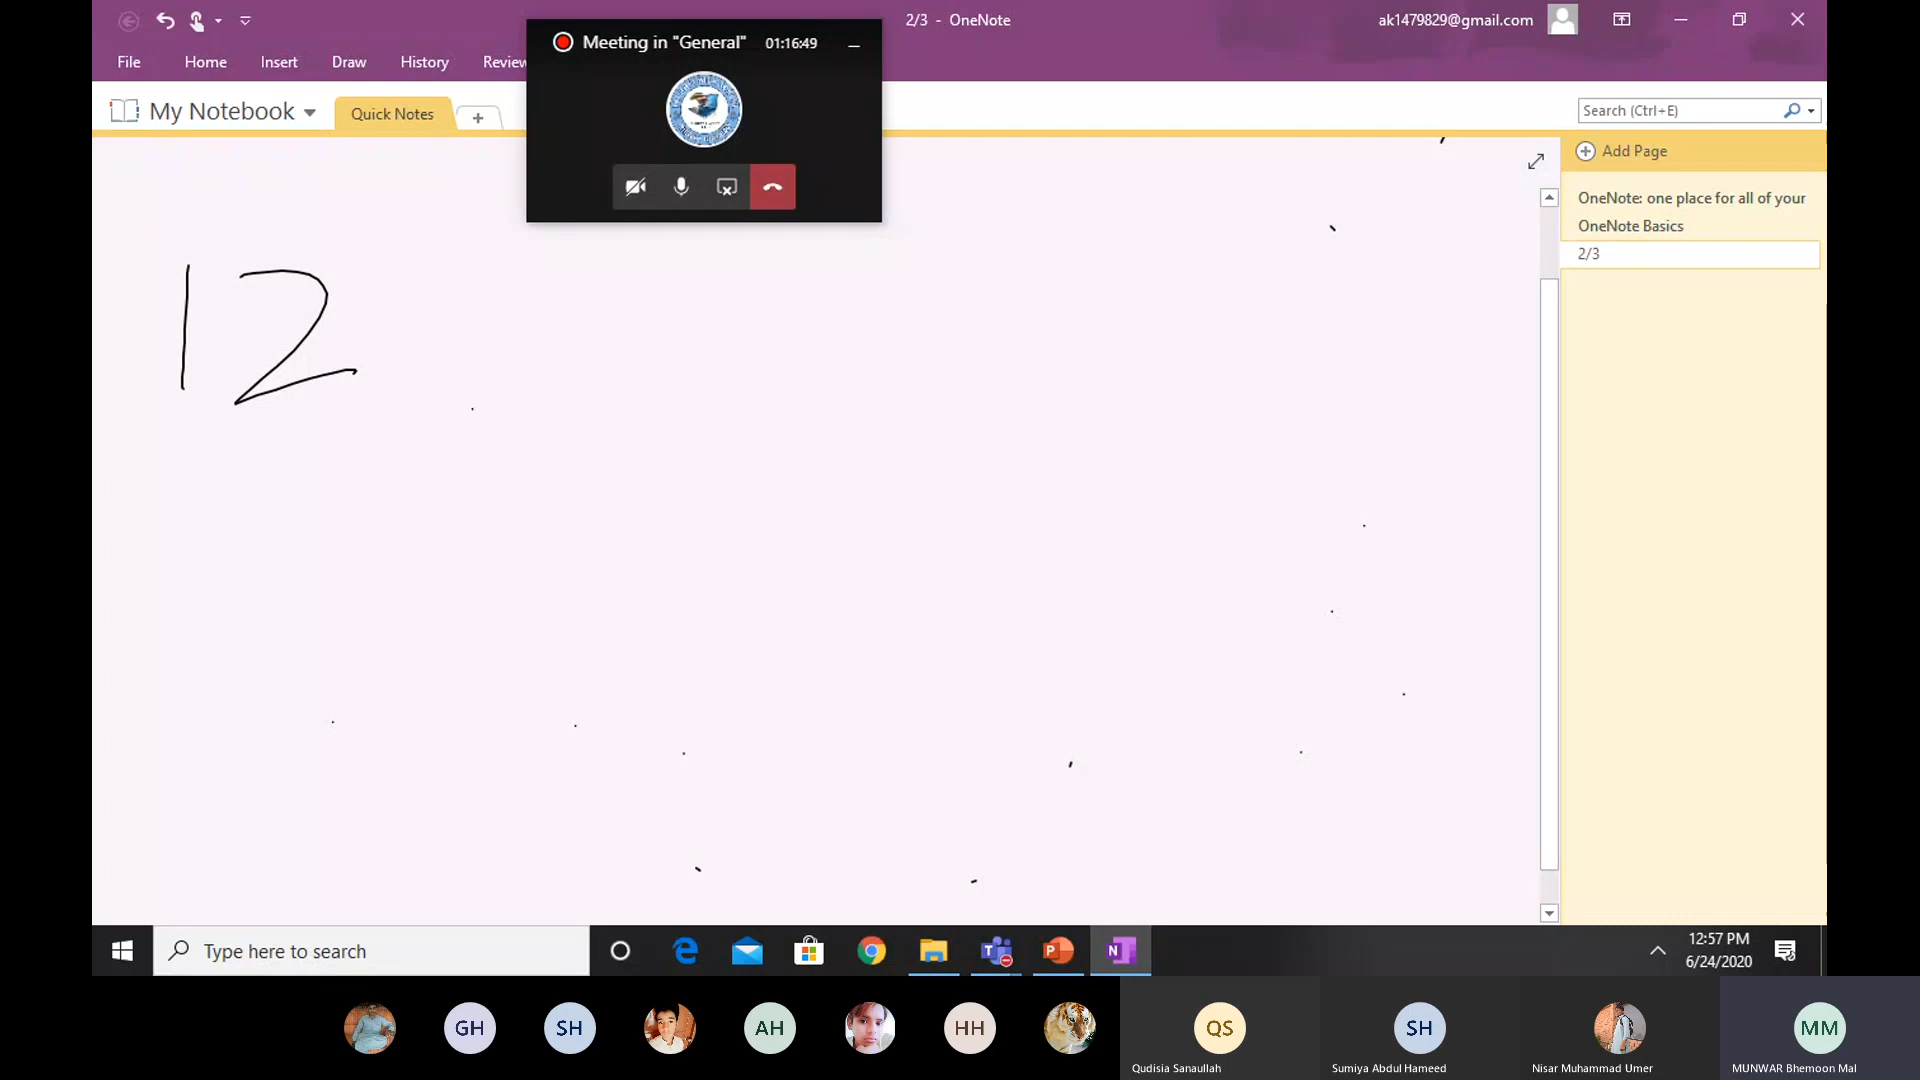 2/3 - OneNote
ak1479829@gmail.com
Meeting in "General" 01:16:49
File Home Insert Draw History Review
My Notebook
Quick Notes
Search (Ctrl+E)
Add Page
OneNote: one place for all of your
OneNote Basics
2/3
12
Type here to search
12:57 PM
6/24/2020
GH SH AH HH QS SH MM
Qudisia Sanaullah Sumiya Abdul Hameed Nisar Muhammad Umer MUNWAR Bhemoon Mal